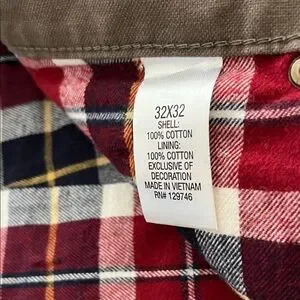 32X32
SHELL:
100% COTTON
LINING:
100% COTTON
EXCLUSIVE OF
DECORATION
MADE IN VIETNAM
RN# 129746